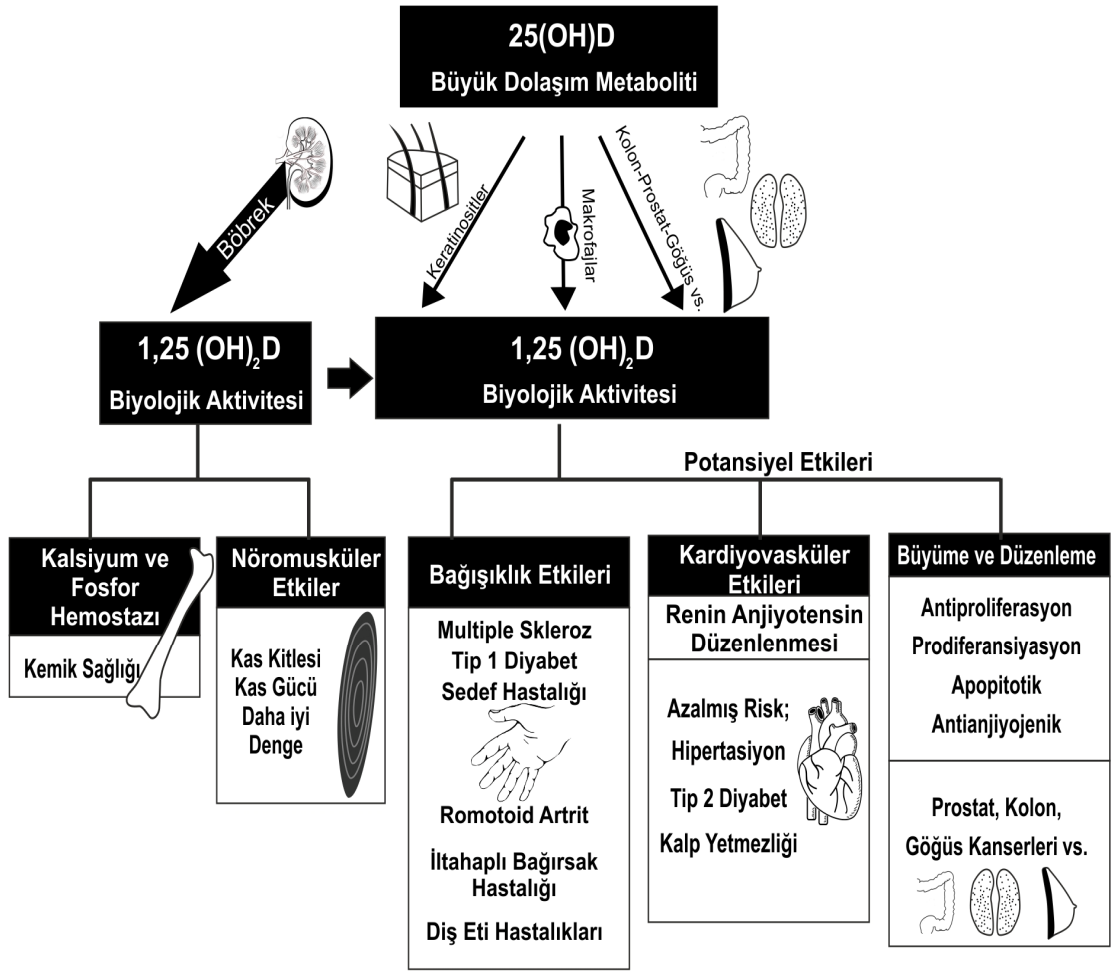 25(OH)D
Büyük Dolaşım Metaboliti
Böbrek
Keratinositler
Makrofajlar
Kolon-Prostat-Göğüs vs.
1,25 (OH)₂D
Biyolojik Aktivitesi
1,25 (OH)₂D
Biyolojik Aktivitesi
Potansiyel Etkileri
Kalsiyum ve
Fosfor
Hemostazı
Kemik Sağlığı
Nöromusküler
Etkiler
Kas Kitlesi
Kas Gücü
Daha iyi
Denge
Bağışıklık Etkileri
Multiple Skleroz
Tip 1 Diyabet
Sedef Hastalığı
Romotoid Artrit
İltahaplı Bağırsak
Hastalığı
Diş Eti Hastalıkları
Kardiyovasküler
Etkileri
Renin Anjiyotensin
Düzenlenmesi
Azalmış Risk;
Hipertasiyon
Tip 2 Diyabet
Kalp Yetmezliği
Büyüme ve Düzenleme
Antiproliferasyon
Prodiferansiyasyon
Apopitotik
Antianjiyojenik
Prostat, Kolon,
Göğüs Kanserleri vs.